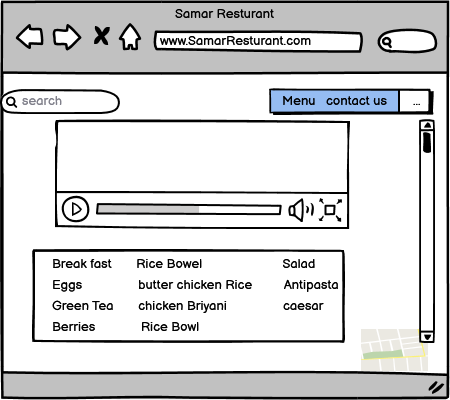 Samar Resturant
www.SamarResturant.com
search
Menu contact us ...
Break fast Rice Bowel Salad
Eggs butter chicken Rice Antipasta
Green Tea chicken Briyani caesar
Berries Rice Bowl